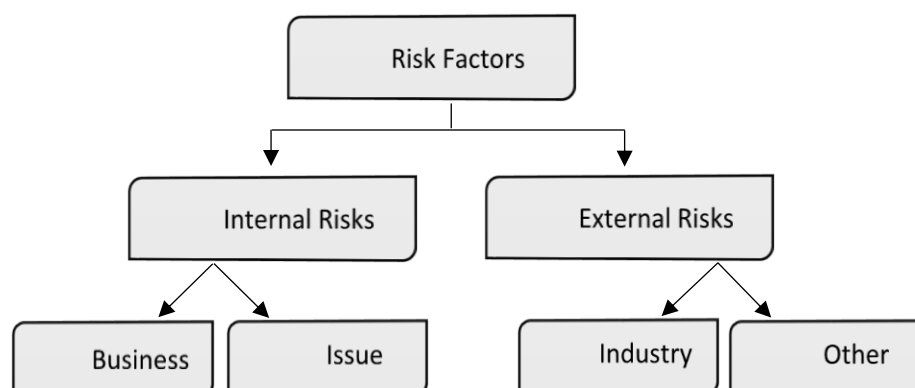 Risk Factors
Internal Risks
External Risks
Business
Issue
Industry
Other